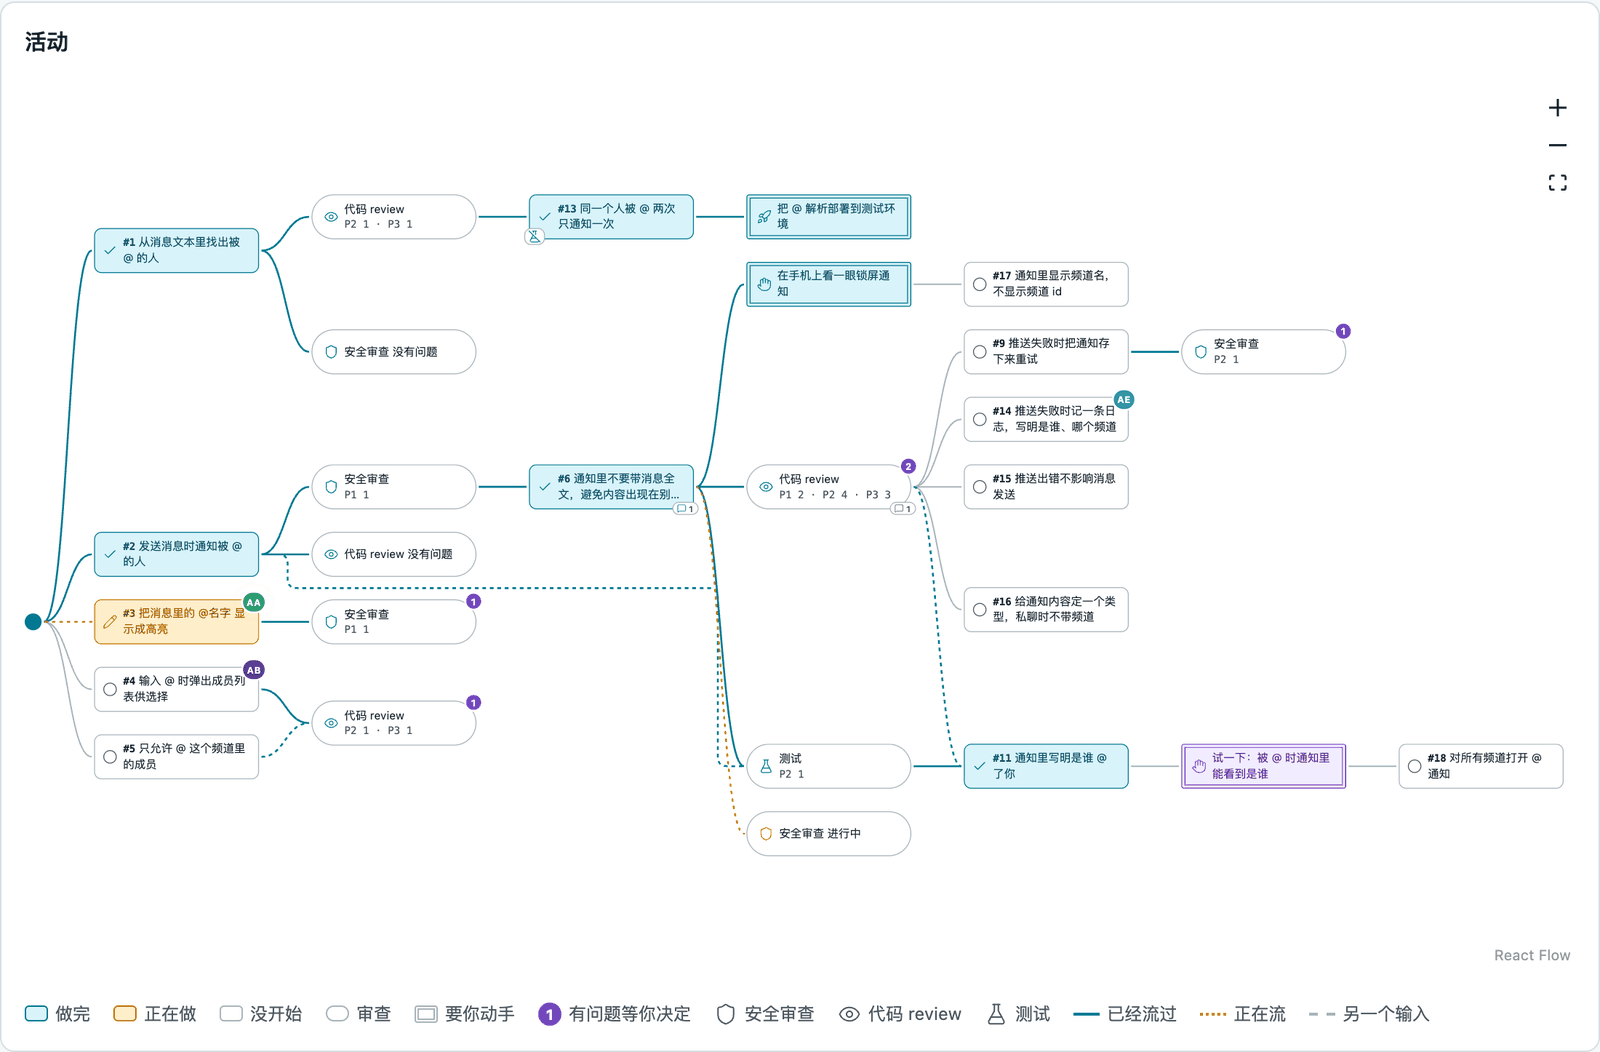 活动
代码 review
P2 1 · P3 1
#13 同一个人被 @ 两次
只通知一次
把 @ 解析部署到测试环
境
#1 从消息文本里找出被
@ 的人
在手机上看一眼锁屏通
知
#17 通知里显示频道名，
不显示频道 id
安全审查 没有问题
#9 推送失败时把通知存
下来重试
安全审查
P2 1
1
#14 推送失败时记一条日
志，写明是谁、哪个频道
AE
安全审查
P1 1
#6 通知里不要带消息全
文，避免内容出现在别...
1
代码 review
P1 2 · P2 4 · P3 3
2
1
#15 推送出错不影响消息
发送
#2 发送消息时通知被 @
的人
代码 review 没有问题
#3 把消息里的 @名字 显
示成高亮
AA
安全审查
P1 1
1
#16 给通知内容定一个类
型，私聊时不带频道
#4 输入 @ 时弹出成员列
表供选择
AB
代码 review
P2 1 · P3 1
1
#5 只允许 @ 这个频道里
的成员
测试
P2 1
#11 通知里写明是谁 @
了你
试一下：被 @ 时通知里
能看到是谁
#18 对所有频道打开 @
通知
安全审查 进行中
React Flow
做完
正在做
没开始
审查
要你动手
1 有问题等你决定
安全审查
代码 review
测试
已经流过
正在流
另一个输入